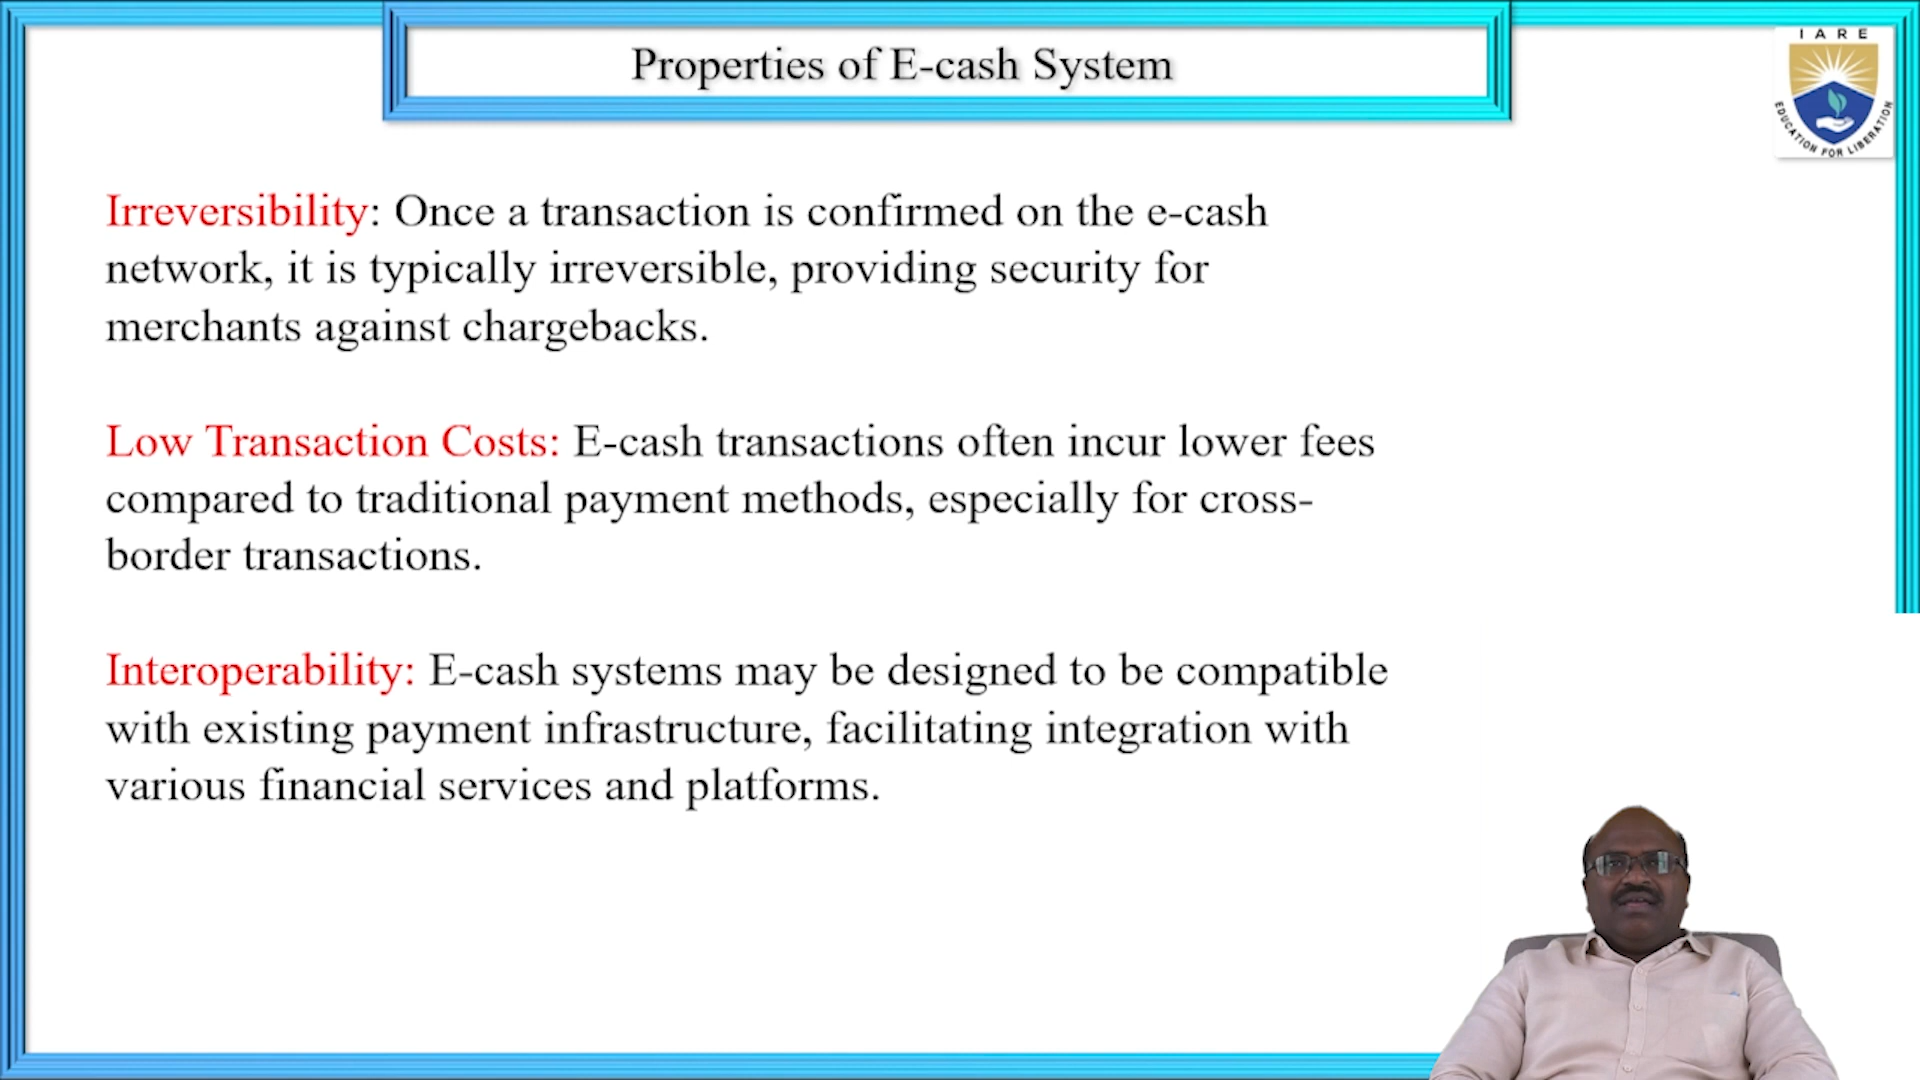 Properties of E-cash System
I A R E
EDUCATION FOR LIBERATION
Irreversibility: Once a transaction is confirmed on the e-cash
network, it is typically irreversible, providing security for
merchants against chargebacks.
Low Transaction Costs: E-cash transactions often incur lower fees
compared to traditional payment methods, especially for cross-
border transactions.
Interoperability: E-cash systems may be designed to be compatible
with existing payment infrastructure, facilitating integration with
various financial services and platforms.